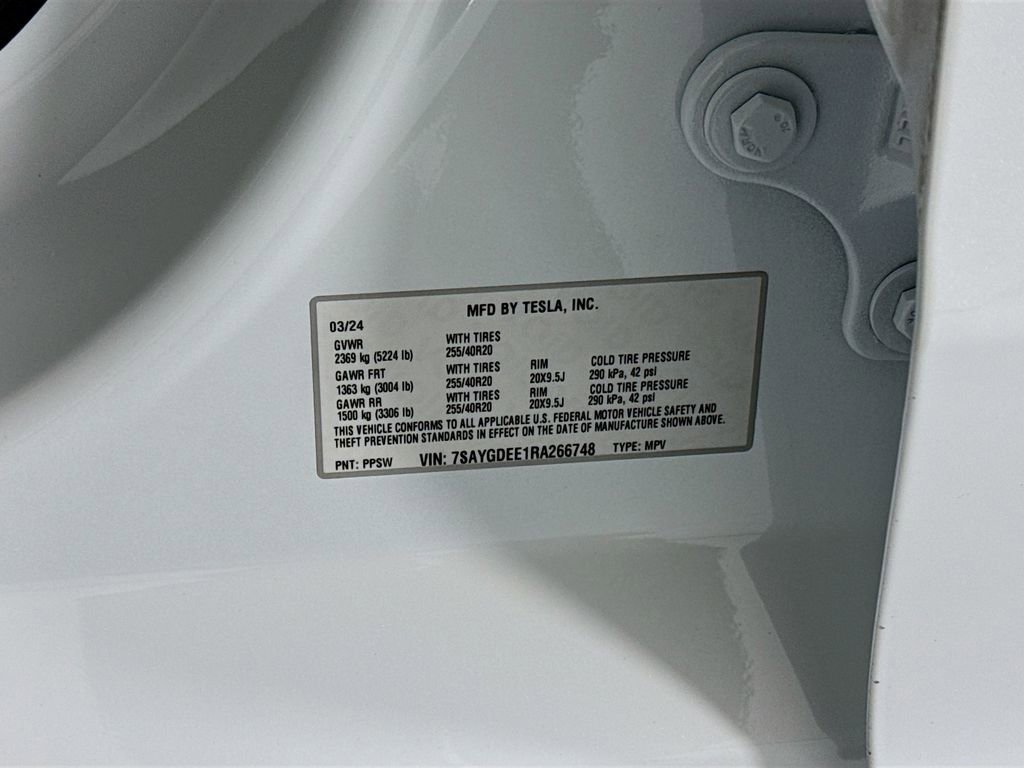 MFD BY TESLA, INC.
03/24
GVWR WITH TIRES
2369 kg (5224 lb) 255/40R20
GAWR FRT WITH TIRES RIM COLD TIRE PRESSURE
1363 kg (3004 lb) 255/40R20 20X9.5J 290 kPa, 42 psi
GAWR RR WITH TIRES RIM COLD TIRE PRESSURE
1500 kg (3306 lb) 255/40R20 20X9.5J 290 kPa, 42 psi
THIS VEHICLE CONFORMS TO ALL APPLICABLE U.S. FEDERAL MOTOR VEHICLE SAFETY AND
THEFT PREVENTION STANDARDS IN EFFECT ON THE DATE OF MANUFACTURE SHOWN ABOVE.
PNT: PPSW VIN: 7SAYGDEE1RA266748 TYPE: MPV